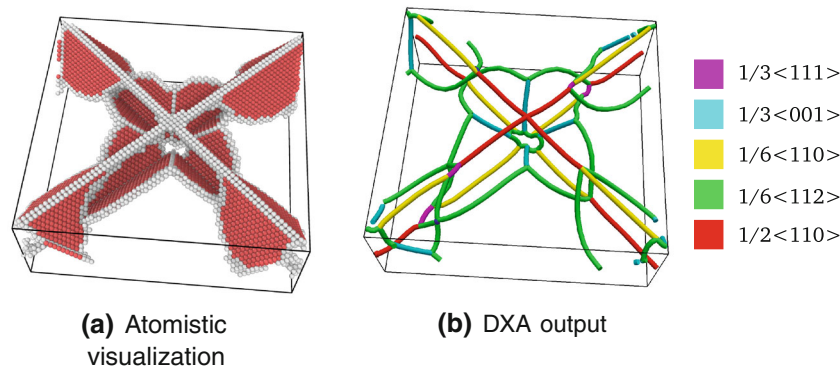 1/3<111>
1/3<001>
1/6<110>
1/6<112>
1/2<110>
(a) Atomistic
visualization
(b) DXA output